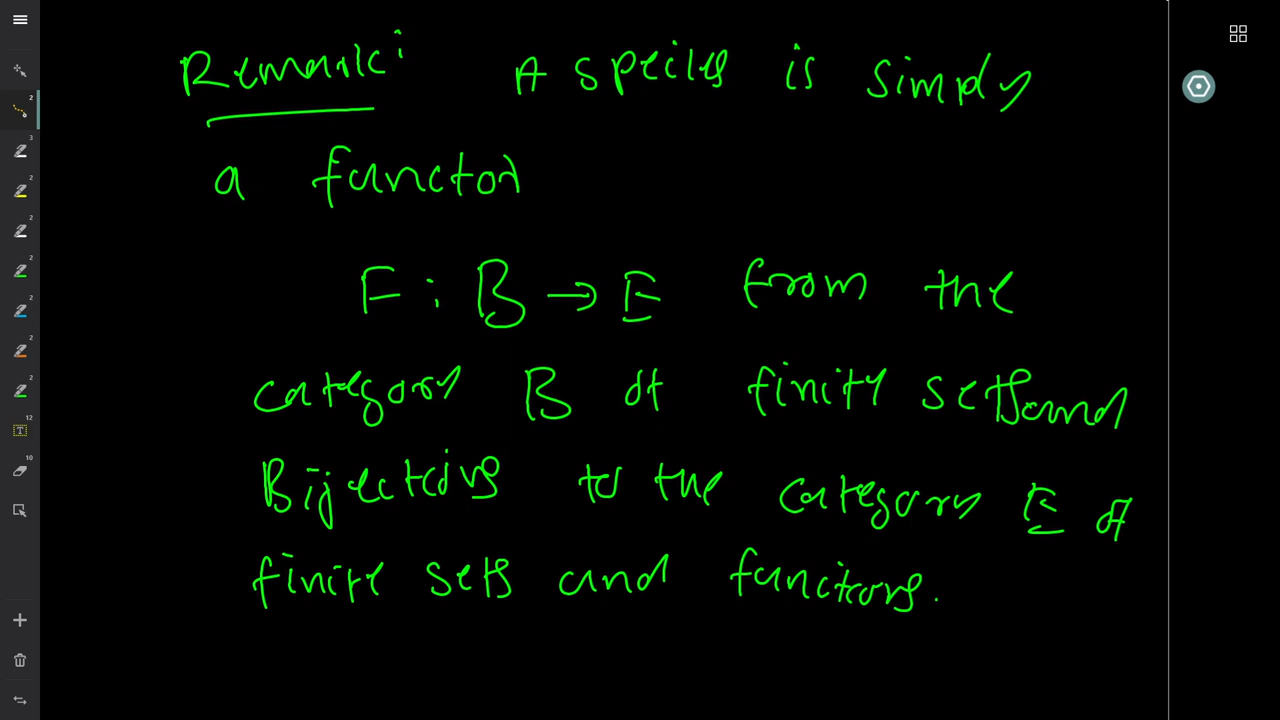 Remark: A species is simply
a functor
F : B → E from the
category B of finite sets and
Bijections to the category E of
finite sets and functions.